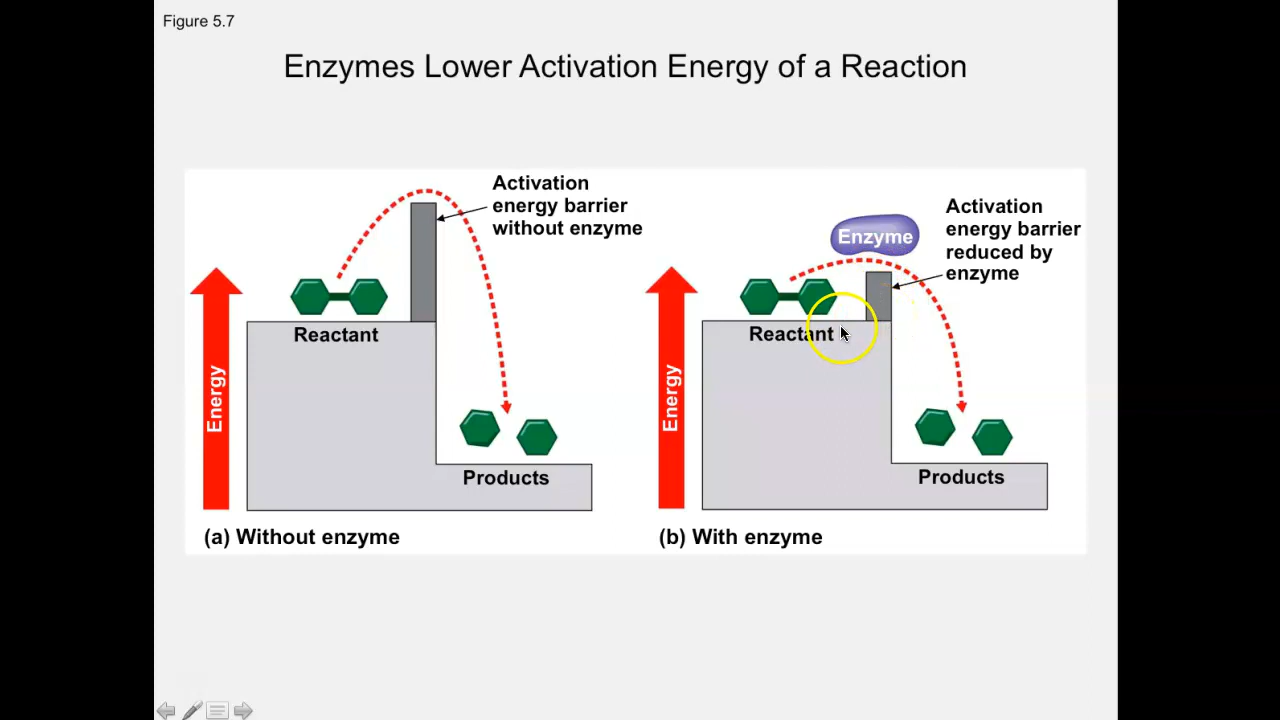 Figure 5.7
Enzymes Lower Activation Energy of a Reaction
Activation
energy barrier
without enzyme
Reactant
Energy
Products
(a) Without enzyme
Activation
energy barrier
reduced by
enzyme
Enzyme
Reactant
Energy
Products
(b) With enzyme